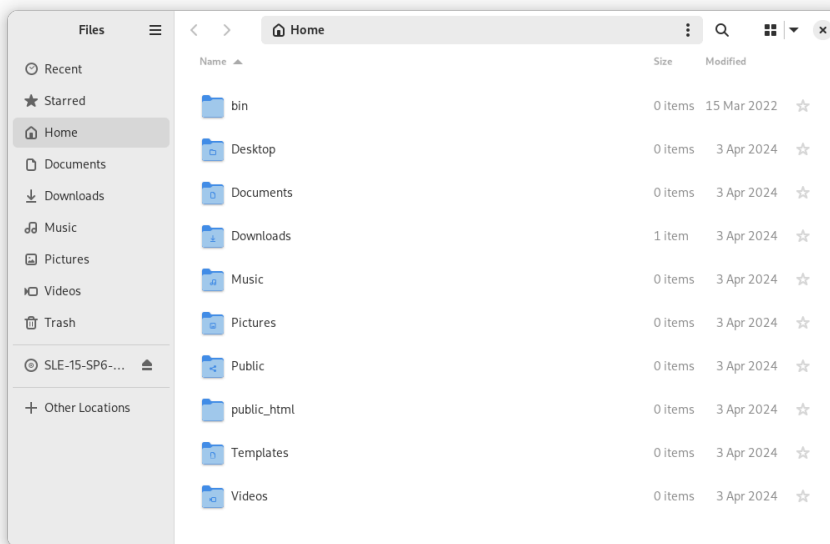 Files
Home
Name
Size
Modified
Recent
Starred
Home
Documents
Downloads
Music
Pictures
Videos
Trash
SLE-15-SP6-...
Other Locations
bin 0 items 15 Mar 2022
Desktop 0 items 3 Apr 2024
Documents 0 items 3 Apr 2024
Downloads 1 item 3 Apr 2024
Music 0 items 3 Apr 2024
Pictures 0 items 3 Apr 2024
Public 0 items 3 Apr 2024
public_html 0 items 3 Apr 2024
Templates 0 items 3 Apr 2024
Videos 0 items 3 Apr 2024